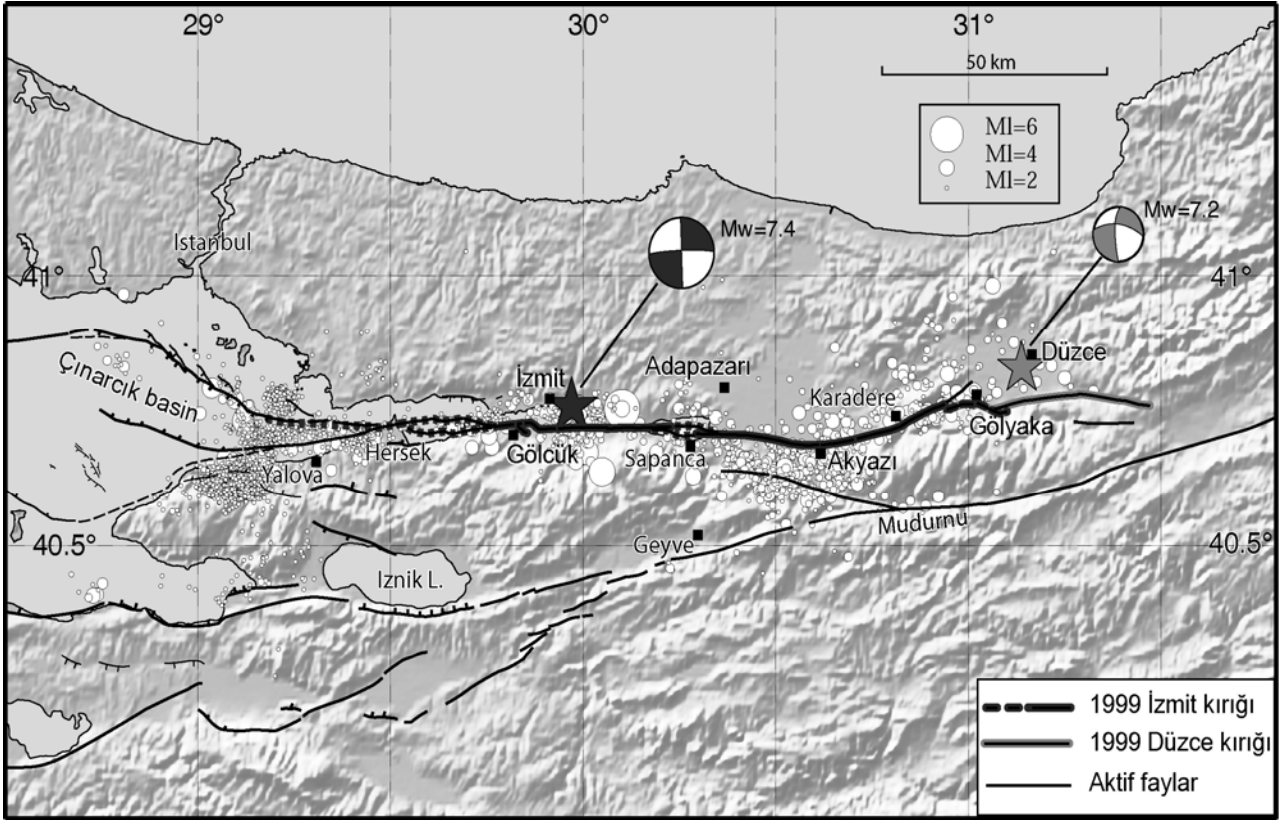 29°
30°
31°
50 km
Ml=6
Ml=4
Ml=2
Mw=7.4
Mw=7.2
Istanbul
41°
41°
Çınarcık basin
İzmit
Adapazarı
Düzce
Karadere
Gölyaka
Hersek
Gölcük
Sapanca
Akyazı
Yalova
Mudurnu
Geyve
40.5°
40.5°
Iznik L.
1999 İzmit kırığı
1999 Düzce kırığı
Aktif faylar